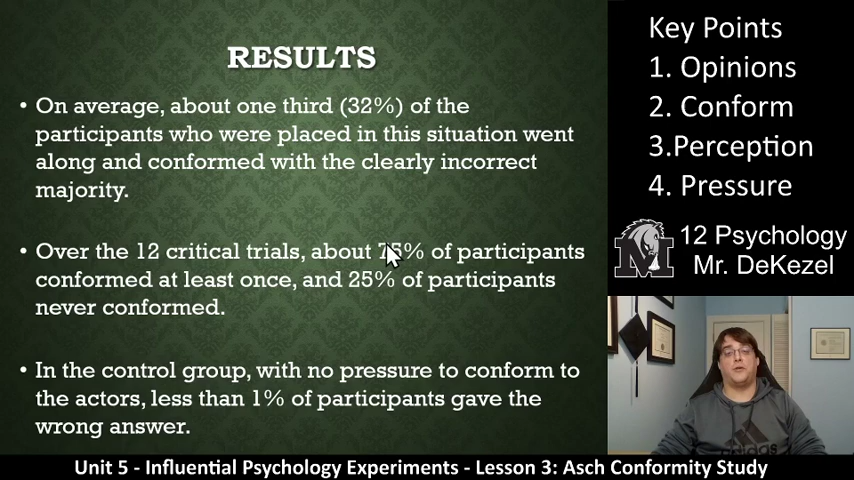 RESULTS
• On average, about one third (32%) of the
participants who were placed in this situation went
along and conformed with the clearly incorrect
majority.
• Over the 12 critical trials, about 75% of participants
conformed at least once, and 25% of participants
never conformed.
• In the control group, with no pressure to conform to
the actors, less than 1% of participants gave the
wrong answer.
Key Points
1. Opinions
2. Conform
3.Perception
4. Pressure
M
12 Psychology
Mr. DeKezel
adidas
Unit 5 - Influential Psychology Experiments - Lesson 3: Asch Conformity Study